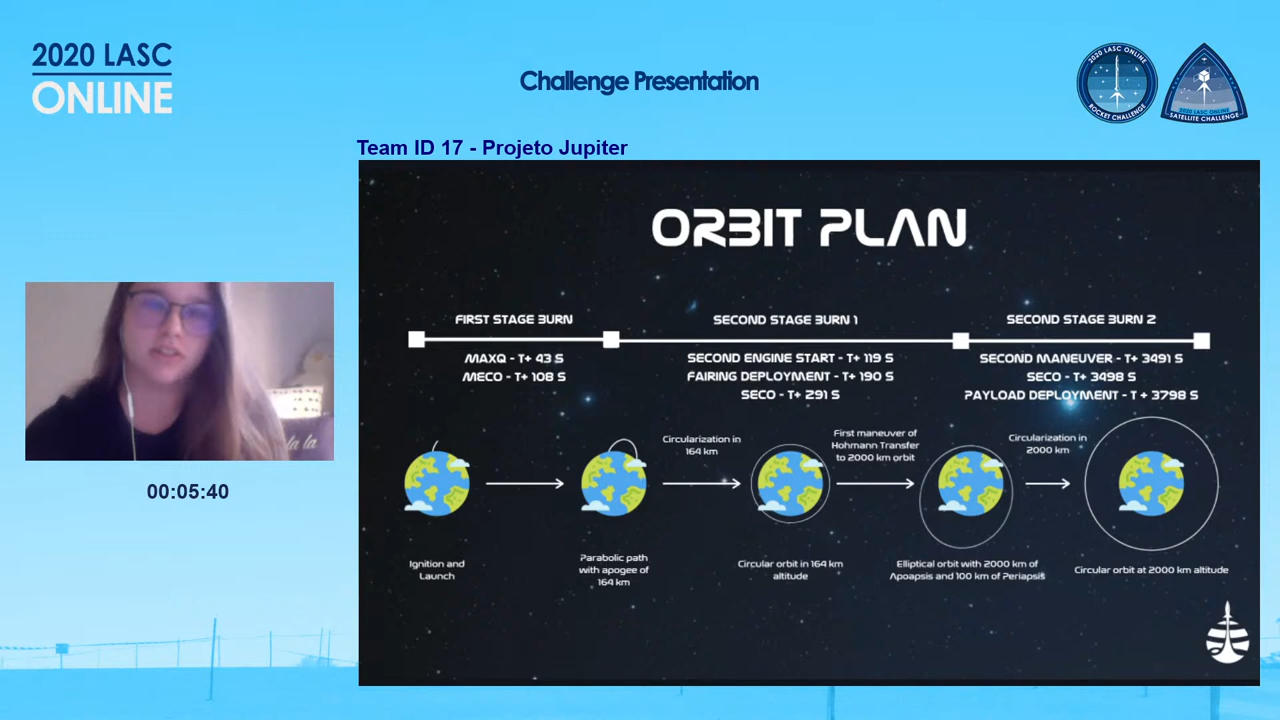 2020 LASC
ONLINE
Challenge Presentation
2020 LASC ONLINE
ROCKET CHALLENGE
2020 LASC ONLINE
SATELLITE CHALLENGE
Team ID 17 - Projeto Jupiter
ORBIT PLAN
FIRST STAGE BURN
SECOND STAGE BURN 1
SECOND STAGE BURN 2
MAXQ - T+ 43 S
MECO - T+ 108 S
SECOND ENGINE START - T+ 119 S
FAIRING DEPLOYMENT - T+ 190 S
SECO - T+ 291 S
SECOND MANEUVER - T+ 3491 S
SECO - T+ 3498 S
PAYLOAD DEPLOYMENT - T + 3798 S
Circularization in
164 km
First maneuver of
Hohmann Transfer
to 2000 km orbit
Circularization in
2000 km
Ignition and
Launch
Parabolic path
with apogee of
164 km
Circular orbit in 164 km
altitude
Elliptical orbit with 2000 km of
Apoapsis and 100 km of Periapsis
Circular orbit at 2000 km altitude
la la
00:05:40